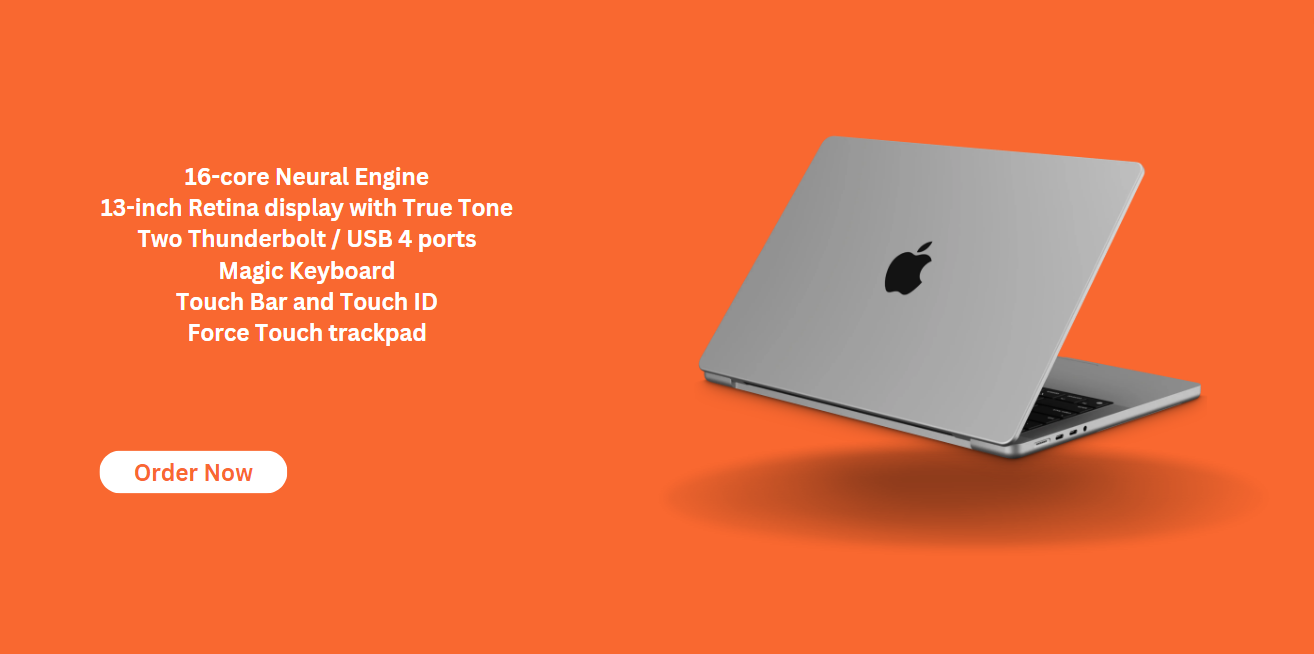 16-core Neural Engine
13-inch Retina display with True Tone
Two Thunderbolt / USB 4 ports
Magic Keyboard
Touch Bar and Touch ID
Force Touch trackpad
Order Now